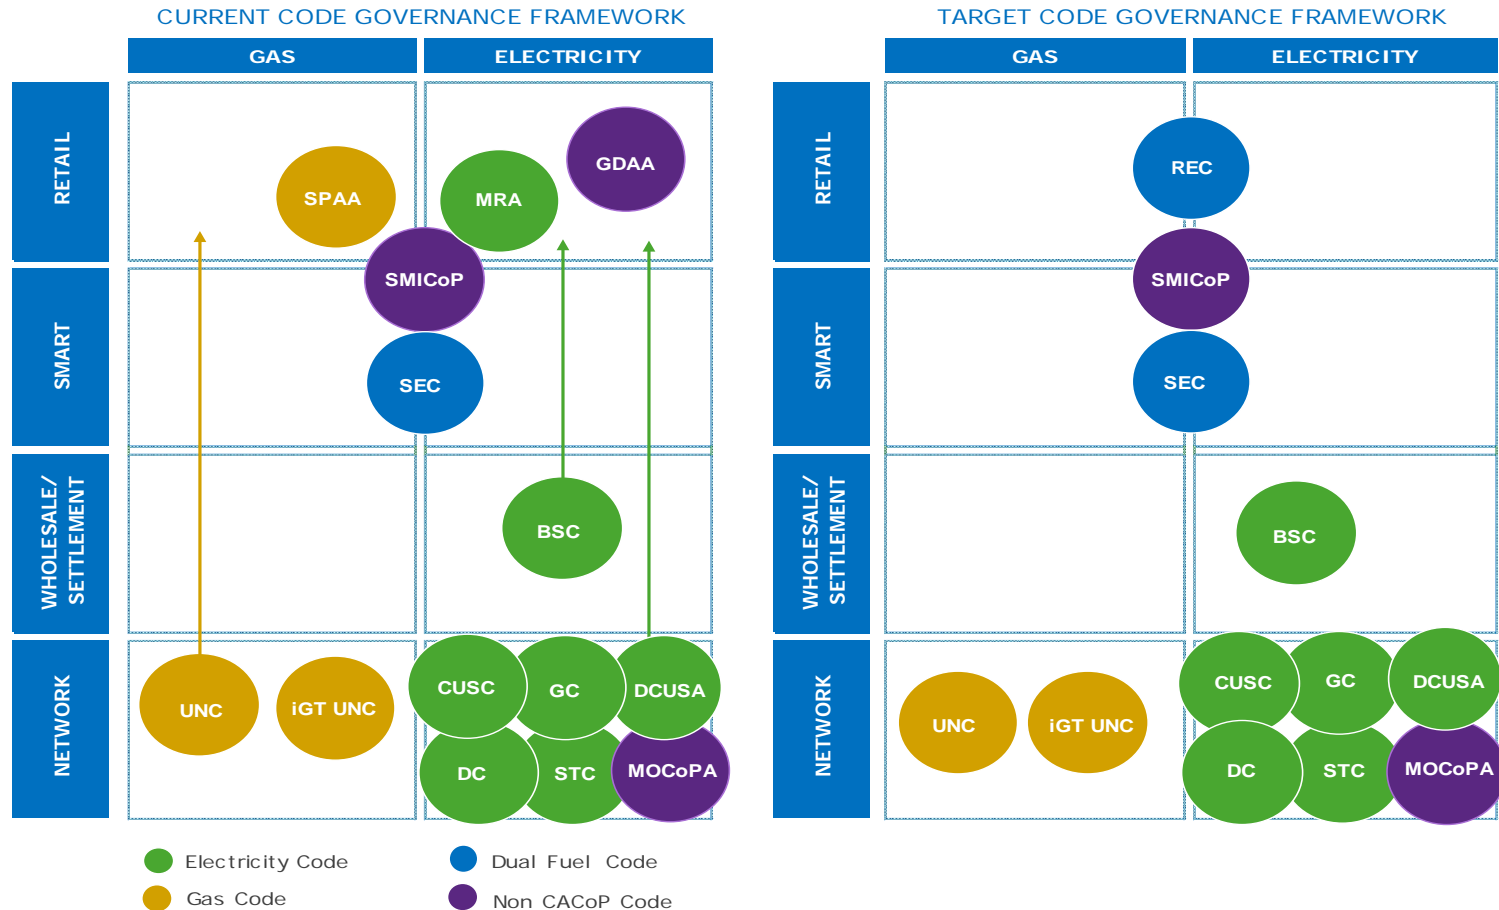 CURRENT CODE GOVERNANCE FRAMEWORK
GAS
ELECTRICITY
RETAIL
SPAA
MRA
GDAA
SMICoP
SMART
SEC
WHOLESALE/
SETTLEMENT
BSC
NETWORK
UNC
iGT UNC
CUSC
GC
DCUSA
DC
STC
MOCoPA
TARGET CODE GOVERNANCE FRAMEWORK
GAS
ELECTRICITY
RETAIL
REC
SMICoP
SMART
SEC
WHOLESALE/
SETTLEMENT
BSC
NETWORK
UNC
iGT UNC
CUSC
GC
DCUSA
DC
STC
MOCoPA
Electricity Code
Dual Fuel Code
Gas Code
Non CACoP Code